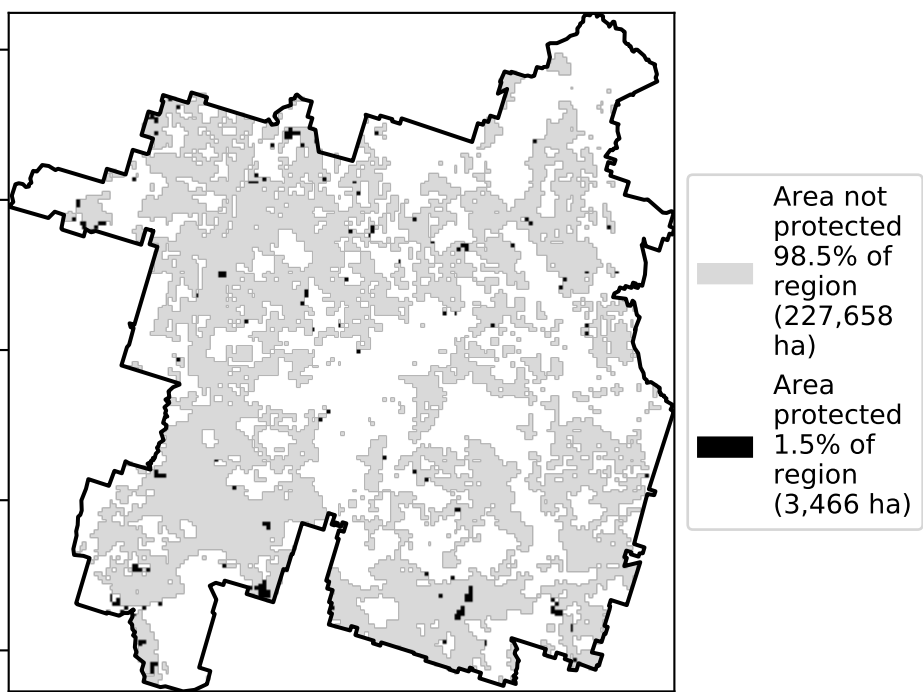 Area not
protected
98.5% of
region
(227,658
ha)
Area
protected
1.5% of
region
(3,466 ha)